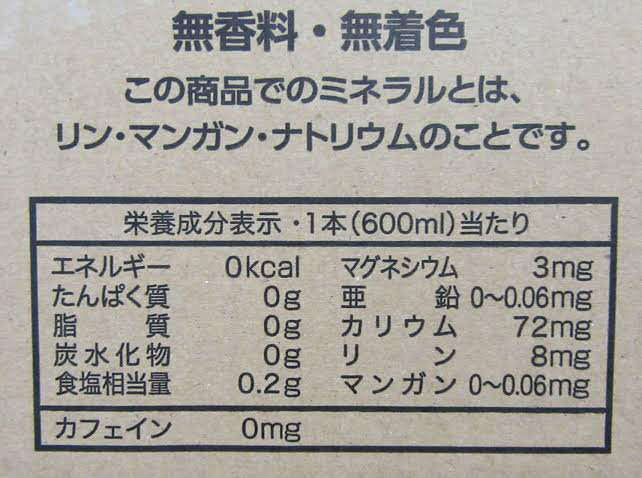 無香料・無着色
この商品でのミネラルとは、
リン・マンガン・ナトリウムのことです。
栄養成分表示・1本(600ml)当たり
エネルギー 0kcal マグネシウム 3mg
たんぱく質 0g 亜鉛 0〜0.06mg
脂質 0g カリウム 72mg
炭水化物 0g リン 8mg
食塩相当量 0.2g マンガン 0〜0.06mg
カフェイン 0mg